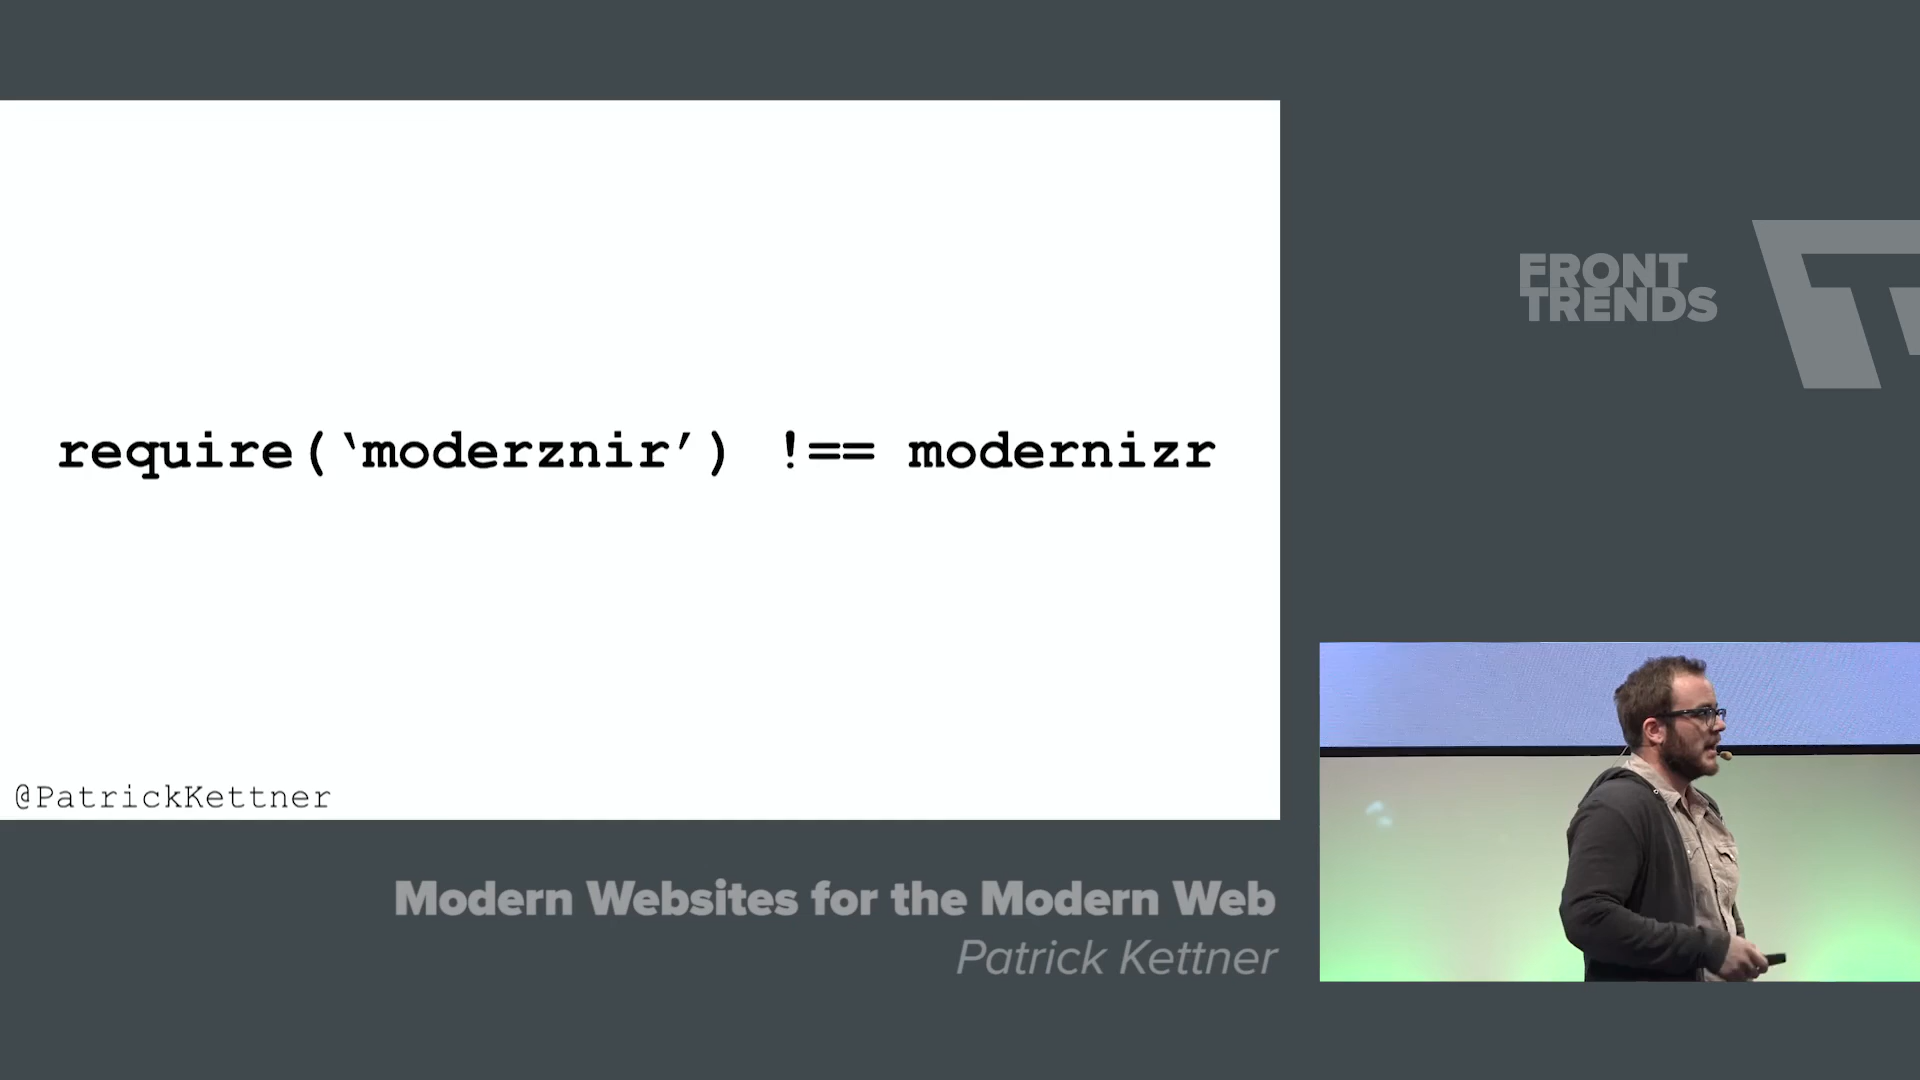 require(‘moderznir’) !== modernizr
@PatrickKettner
FRONT
TRENDS
Modern Websites for the Modern Web
Patrick Kettner